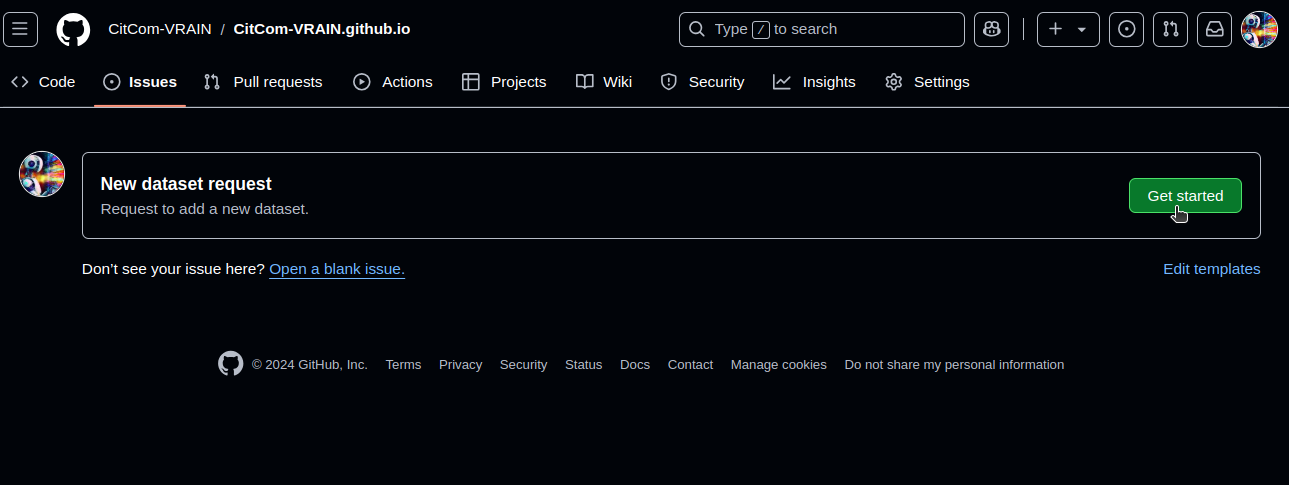 CitCom-VRAIN / CitCom-VRAIN.github.io
Type / to search
Code Issues Pull requests Actions Projects Wiki Security Insights Settings
New dataset request
Request to add a new dataset.
Get started
Don't see your issue here? Open a blank issue.
Edit templates
© 2024 GitHub, Inc. Terms Privacy Security Status Docs Contact Manage cookies Do not share my personal information